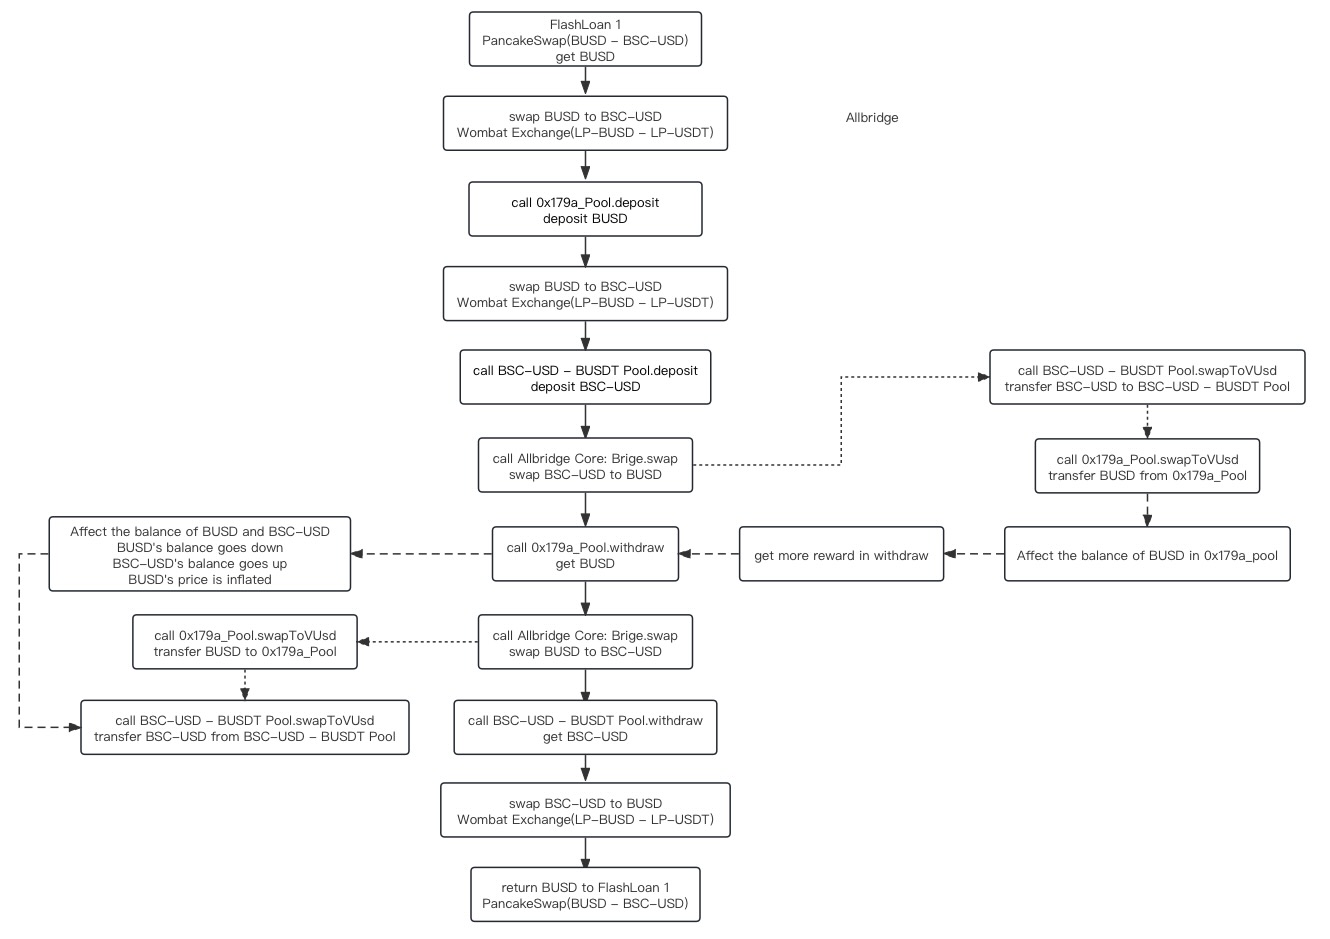 FlashLoan 1
PancakeSwap(BUSD – BSC–USD)
get BUSD
swap BUSD to BSC–USD
Wombat Exchange(LP–BUSD – LP–USDT)
Allbridge
call 0x179a_Pool.deposit
deposit BUSD
swap BUSD to BSC–USD
Wombat Exchange(LP–BUSD – LP–USDT)
call BSC–USD – BUSDT Pool.deposit
deposit BSC–USD
call BSC–USD – BUSDT Pool.swapToVUsd
transfer BSC–USD to BSC–USD – BUSDT Pool
call Allbridge Core: Brige.swap
swap BSC–USD to BUSD
call 0x179a_Pool.swapToVUsd
transfer BUSD from 0x179a_Pool
Affect the balance of BUSD and BSC–USD
BUSD's balance goes down
BSC–USD's balance goes up
BUSD's price is inflated
call 0x179a_Pool.withdraw
get BUSD
get more reward in withdraw
Affect the balance of BUSD in 0x179a_pool
call 0x179a_Pool.swapToVUsd
transfer BUSD to 0x179a_Pool
call Allbridge Core: Brige.swap
swap BUSD to BSC–USD
call BSC–USD – BUSDT Pool.swapToVUsd
transfer BSC–USD from BSC–USD – BUSDT Pool
call BSC–USD – BUSDT Pool.withdraw
get BSC–USD
swap BSC–USD to BUSD
Wombat Exchange(LP–BUSD – LP–USDT)
return BUSD to FlashLoan 1
PancakeSwap(BUSD – BSC–USD)